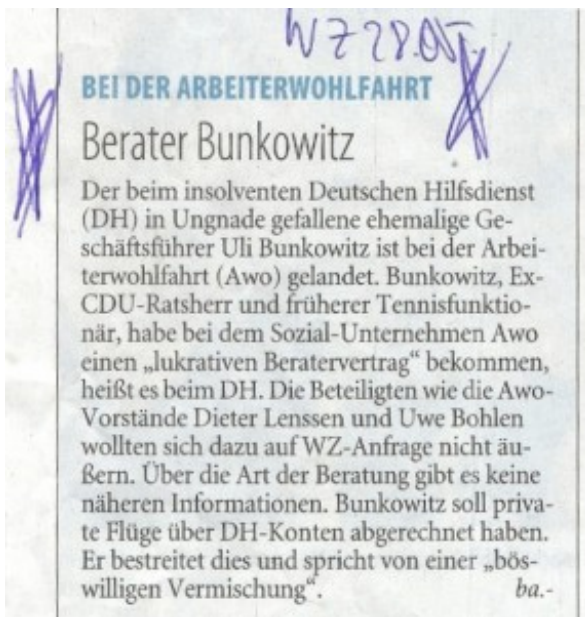 WZ 28.05.
BEI DER ARBEITERWOHLFAHRT
Berater Bunkowitz
Der beim insolventen Deutschen Hilfsdienst
(DH) in Ungnade gefallene ehemalige Ge-
schäftsführer Uli Bunkowitz ist bei der Arbei-
terwohlfahrt (Awo) gelandet. Bunkowitz, Ex-
CDU-Ratsherr und früherer Tennisfunktio-
när, habe bei dem Sozial-Unternehmen Awo
einen „lukrativen Beratervertrag“ bekommen,
heißt es beim DH. Die Beteiligten wie die Awo-
Vorstände Dieter Lenssen und Uwe Bohlen
wollten sich dazu auf WZ-Anfrage nicht äu-
ßern. Über die Art der Beratung gibt es keine
näheren Informationen. Bunkowitz soll priva-
te Flüge über DH-Konten abgerechnet haben.
Er bestreitet dies und spricht von einer „bös-
willigen Vermischung“. ba.-